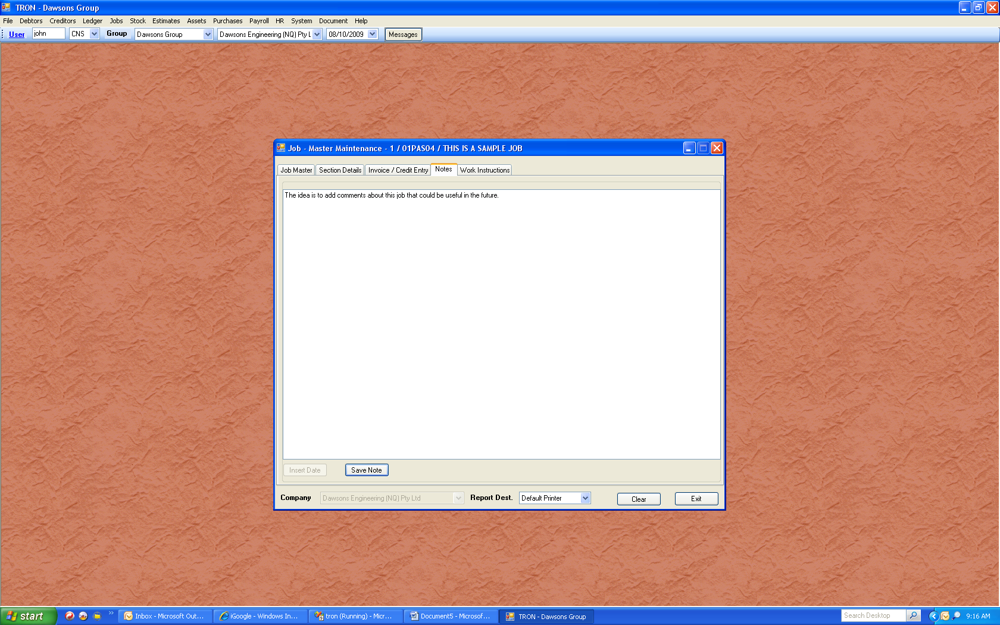 TRON - Dawsons Group
File Debtors Creditors Ledger Jobs Stock Estimates Assets Purchases Payroll HR System Document Help
User john CNS Group Dawsons Group Dawsons Engineering (NQ) Pty L 08/10/2009 Messages
Job - Master Maintenance - 1 / 01PAS04 / THIS IS A SAMPLE JOB
Job Master Section Details Invoice / Credit Entry Notes Work Instructions
The idea is to add comments about this job that could be useful in the future.
Insert Date Save Note
Company Dawsons Engineering (NQ) Pty Ltd Report Dest. Default Printer Clear Exit
start Inbox - Microsoft Out... iGoogle - Windows In... tron (Running) - Micr... Document5 - Microsof... TRON - Dawsons Group Search Desktop 9:16 AM